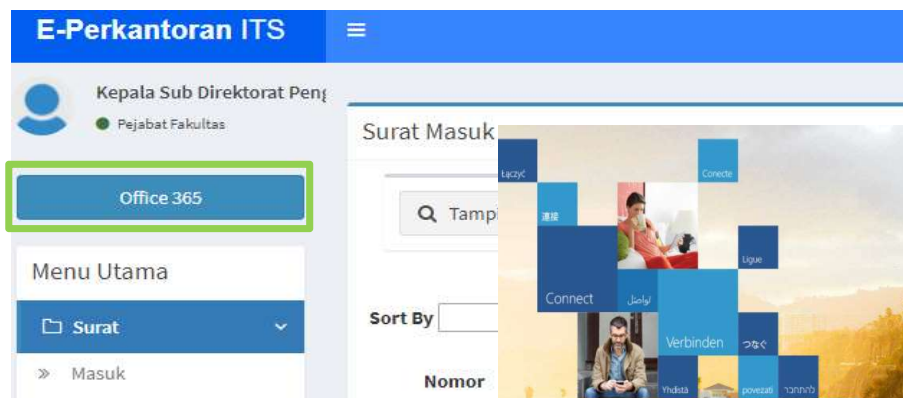 E-Perkantoran ITS
Kepala Sub Direktorat Peng
Pejabat Fakultas
Office 365
Menu Utama
Surat
Masuk
Surat Masuk
Tamp
Sort By
Nomor
Łączyć
Conecte
連接
Ligue
Connect
لواصل
Verbinden
つなぐ
Yhdistä
povezati
להתחבר